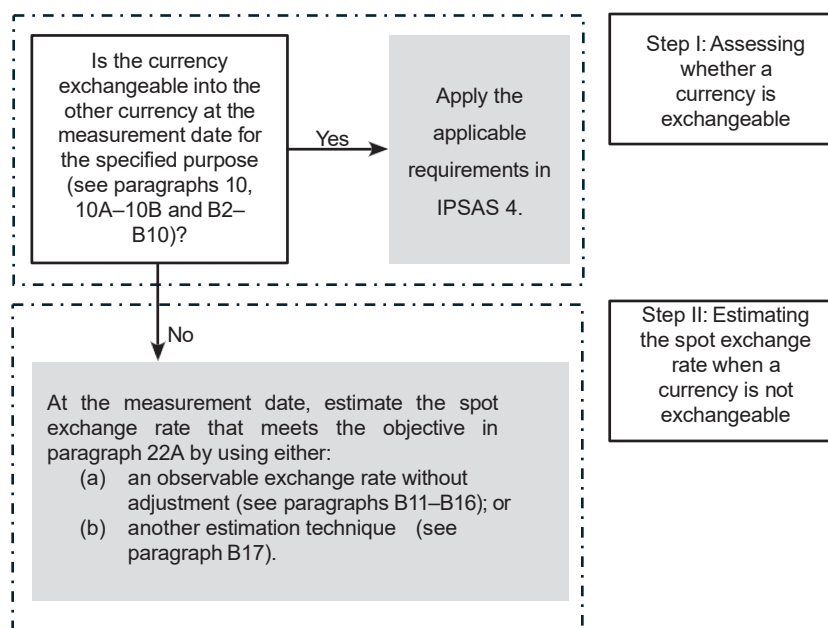 Is the currency
exchangeable into the
other currency at the
measurement date for
the specified purpose
(see paragraphs 10,
10A–10B and B2–
B10)?
Yes
Apply the
applicable
requirements in
IPSAS 4.
Step I: Assessing
whether a
currency is
exchangeable
No
At the measurement date, estimate the spot
exchange rate that meets the objective in
paragraph 22A by using either:
(a) an observable exchange rate without
adjustment (see paragraphs B11–B16); or
(b) another estimation technique (see
paragraph B17).
Step II: Estimating
the spot exchange
rate when a
currency is not
exchangeable